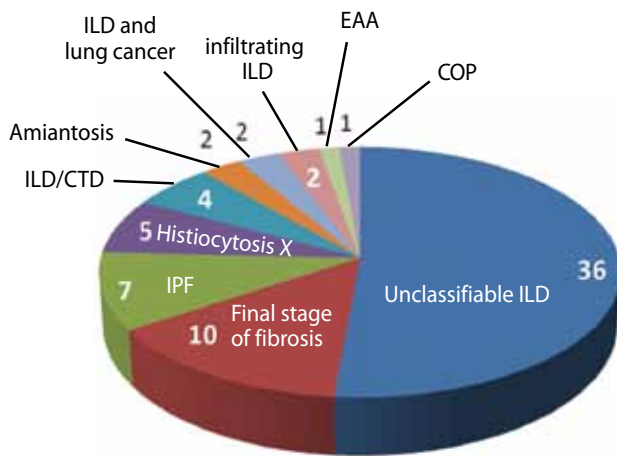 ILD and
lung cancer
infiltrating
ILD
EAA
COP
Amiantosis
2
2
1
1
ILD/CTD
4
2
5
Histiocytosis X
7
IPF
10
Final stage
of fibrosis
Unclassifiable ILD
36